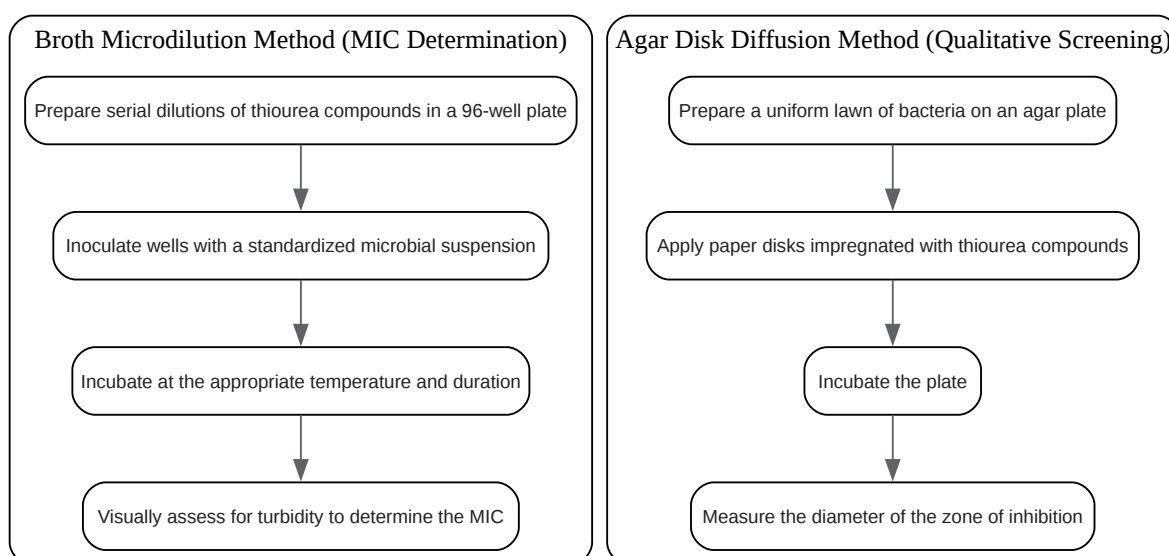 Broth Microdilution Method (MIC Determination)
Prepare serial dilutions of thiourea compounds in a 96-well plate
Inoculate wells with a standardized microbial suspension
Incubate at the appropriate temperature and duration
Visually assess for turbidity to determine the MIC
Agar Disk Diffusion Method (Qualitative Screening)
Prepare a uniform lawn of bacteria on an agar plate
Apply paper disks impregnated with thiourea compounds
Incubate the plate
Measure the diameter of the zone of inhibition